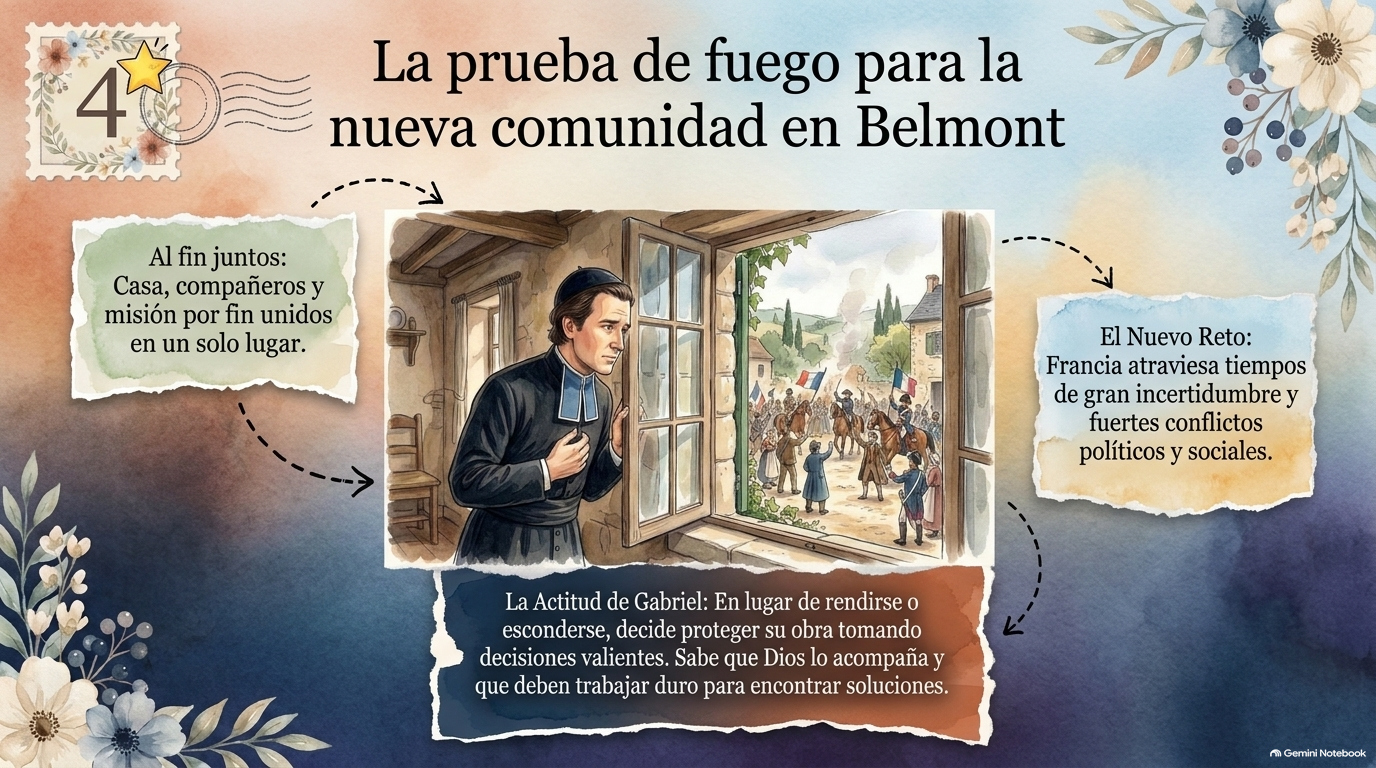 4
La prueba de fuego para la
nueva comunidad en Belmont
Al fin juntos:
Casa, compañeros y
misión por fin unidos
en un solo lugar.
El Nuevo Reto:
Francia atraviesa tiempos
de gran incertidumbre y
fuertes conflictos
políticos y sociales.
La Actitud de Gabriel: En lugar de rendirse o
esconderse, decide proteger su obra tomando
decisiones valientes. Sabe que Dios lo acompaña y
que deben trabajar duro para encontrar soluciones.
Gemini Notebook